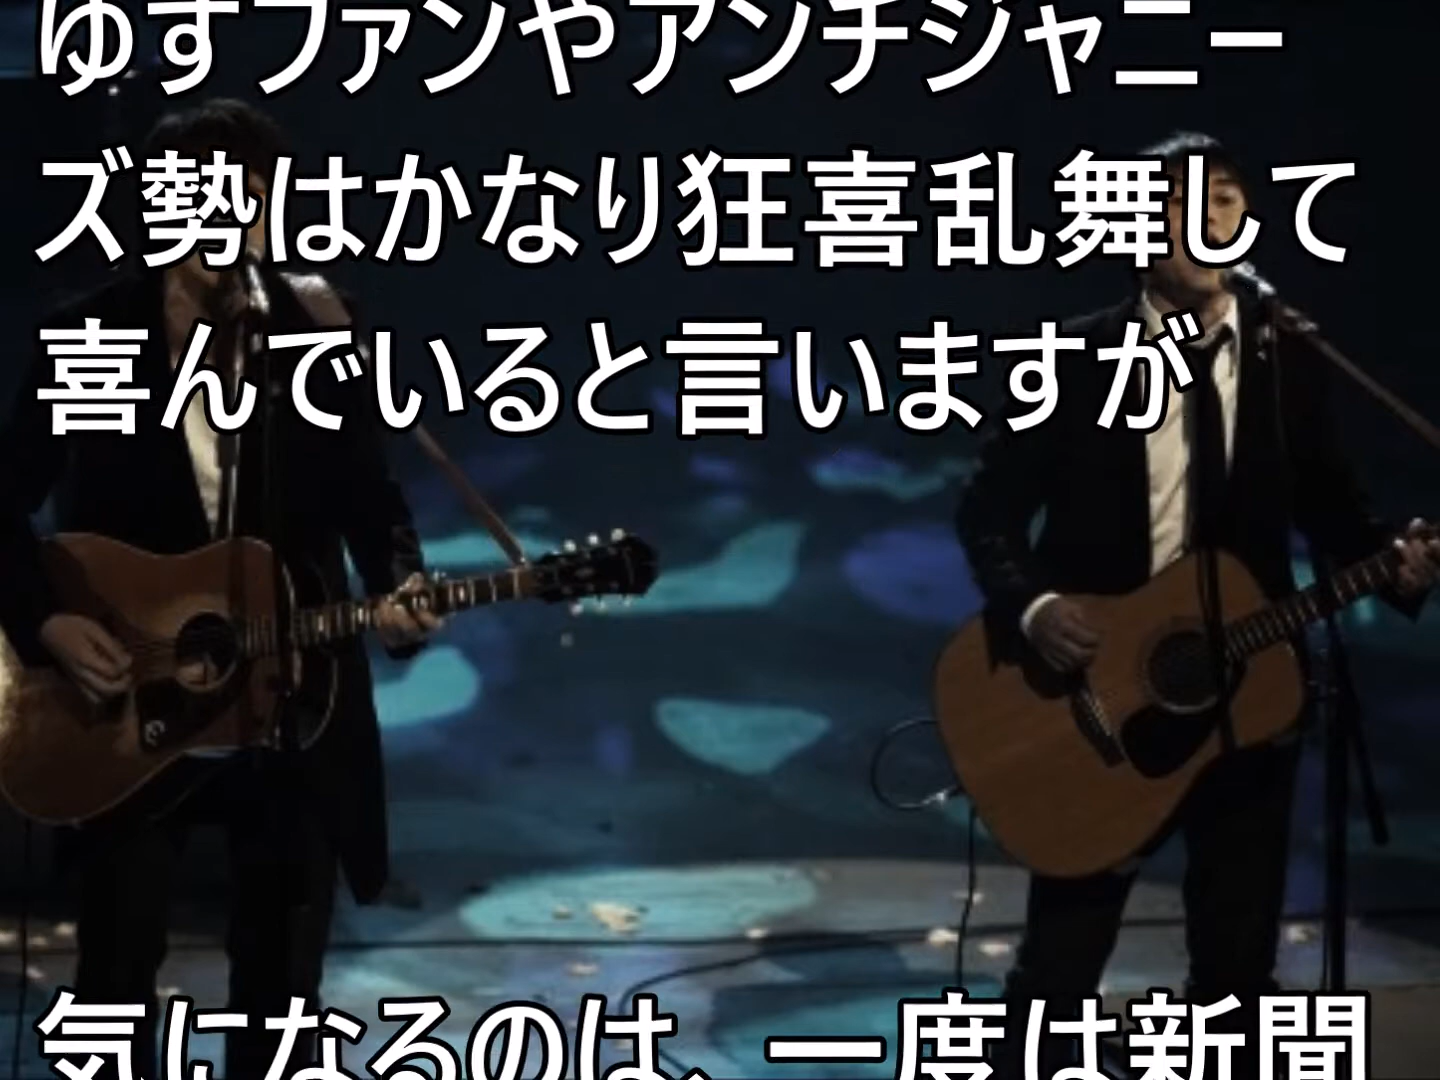 ゆずファンやアンチジャニー
ズ勢はかなり狂喜乱舞して
喜んでいると言いますが
気になるのは、一度は新聞